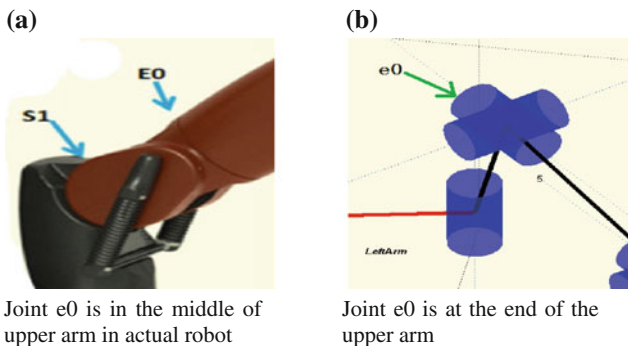 (a)
(b)
E0
S1
e0
5
LeftArm
Joint e0 is in the middle of
upper arm in actual robot
Joint e0 is at the end of the
upper arm